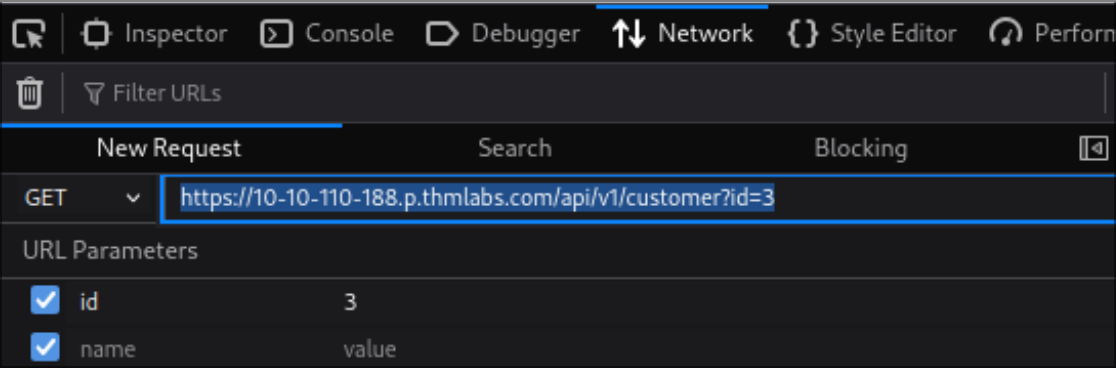 Inspector Console Debugger Network {} Style Editor Perform
Filter URLs
New Request Search Blocking
GET https://10-10-110-188.p.thmlabs.com/api/v1/customer?id=3
URL Parameters
id 3
name value